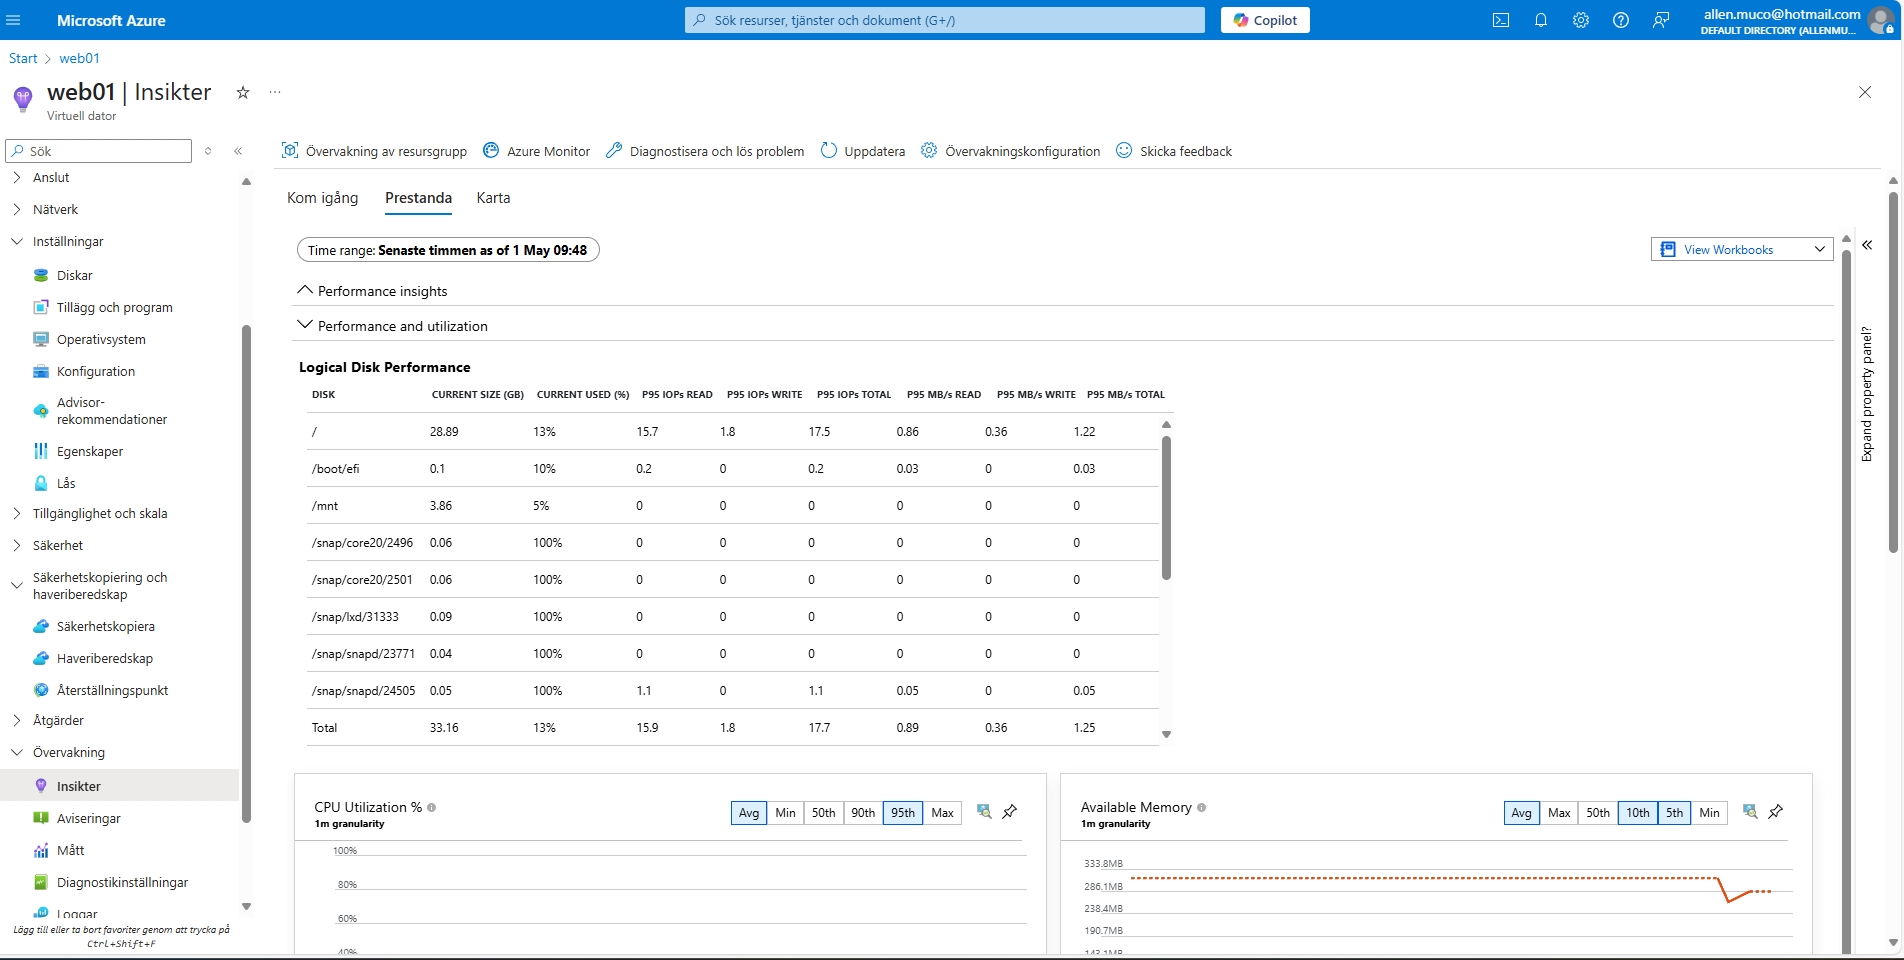 Microsoft Azure
Sök resurser, tjänster och dokument (G+/)
Copilot
allen.muco@hotmail.com
DEFAULT DIRECTORY (ALLENMU...
Start > web01
web01 | Insikter
Virtuell dator
Sök
Anslut
Nätverk
Inställningar
Diskar
Tillägg och program
Operativsystem
Konfiguration
Advisor-
rekommendationer
Egenskaper
Lås
Tillgänglighet och skala
Säkerhet
Säkerhetskopiering och
haveriberedskap
Säkerhetskopiera
Haveriberedskap
Återställningspunkt
Åtgärder
Övervakning
Insikter
Aviseringar
Mått
Diagnostikinställningar
Loggar
Lägg till eller ta bort favoriter genom att trycka på
Ctrl+Shift+F
Övervakning av resursgrupp Azure Monitor Diagnostisera och lös problem Uppdatera Övervakningskonfiguration Skicka feedback
Kom igång Prestanda Karta
Time range: Senaste timmen as of 1 May 09:48
View Workbooks
Expand property panel?
Performance insights
Performance and utilization
Logical Disk Performance
DISK CURRENT SIZE (GB) CURRENT USED (%) P95 IOPs READ P95 IOPs WRITE P95 IOPs TOTAL P95 MB/s READ P95 MB/s WRITE P95 MB/s TOTAL
/ 28.89 13% 15.7 1.8 17.5 0.86 0.36 1.22
/boot/efi 0.1 10% 0.2 0 0.2 0.03 0 0.03
/mnt 3.86 5% 0 0 0 0 0 0
/snap/core20/2496 0.06 100% 0 0 0 0 0 0
/snap/core20/2501 0.06 100% 0 0 0 0 0 0
/snap/lxd/31333 0.09 100% 0 0 0 0 0 0
/snap/snapd/23771 0.04 100% 0 0 0 0 0 0
/snap/snapd/24505 0.05 100% 1.1 0 1.1 0.05 0 0.05
Total 33.16 13% 15.9 1.8 17.7 0.89 0.36 1.25
CPU Utilization %
1m granularity
Avg Min 50th 90th 95th Max
100%
80%
60%
40%
Available Memory
1m granularity
Avg Max 50th 10th 5th Min
333.8MB
286.1MB
238.4MB
190.7MB
143.1MB